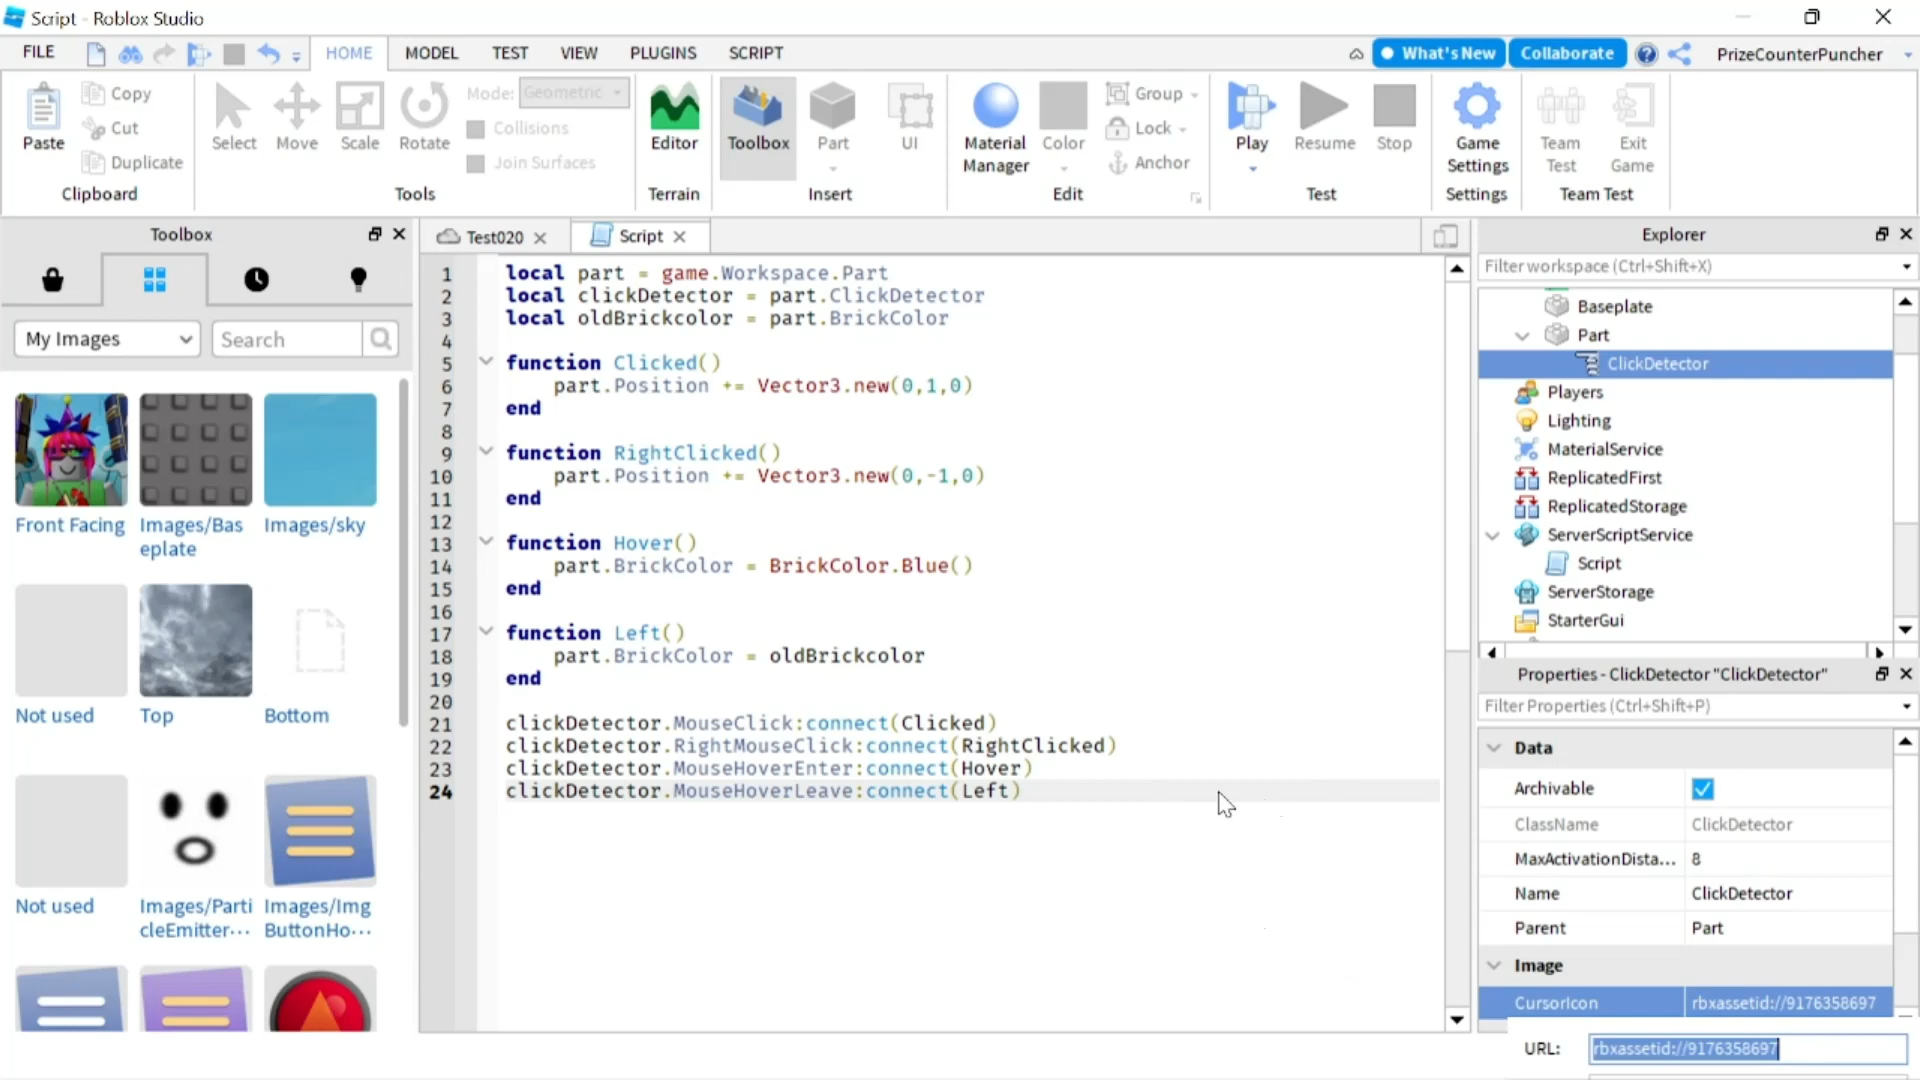 Script - Roblox Studio
FILE
HOME
MODEL
TEST
VIEW
PLUGINS
SCRIPT
What's New
Collaborate
PrizeCounterPuncher
Paste
Copy
Cut
Duplicate
Clipboard
Select
Move
Scale
Rotate
Mode: Geometric
Collisions
Join Surfaces
Tools
Editor
Terrain
Toolbox
Part
UI
Insert
Material
Manager
Color
Group
Lock
Anchor
Edit
Play
Resume
Stop
Test
Game
Settings
Settings
Team
Test
Exit
Game
Team Test
Toolbox
My Images
Search
Front Facing
Images/Bas
eplate
Images/sky
Not used
Top
Bottom
Not used
Images/Parti
cleEmitter...
Images/Img
ButtonHo...
Test020
Script
1 local part = game.Workspace.Part
2 local clickDetector = part.ClickDetector
3 local oldBrickcolor = part.BrickColor
4
5 function Clicked()
6 part.Position += Vector3.new(0,1,0)
7 end
8
9 function RightClicked()
10 part.Position += Vector3.new(0,-1,0)
11 end
12
13 function Hover()
14 part.BrickColor = BrickColor.Blue()
15 end
16
17 function Left()
18 part.BrickColor = oldBrickcolor
19 end
20
21 clickDetector.MouseClick:connect(Clicked)
22 clickDetector.RightMouseClick:connect(RightClicked)
23 clickDetector.MouseHoverEnter:connect(Hover)
24 clickDetector.MouseHoverLeave:connect(Left)
Explorer
Filter workspace (Ctrl+Shift+X)
Baseplate
Part
ClickDetector
Players
Lighting
MaterialService
ReplicatedFirst
ReplicatedStorage
ServerScriptService
Script
ServerStorage
StarterGui
Properties - ClickDetector "ClickDetector"
Filter Properties (Ctrl+Shift+P)
Data
Archivable
ClassName ClickDetector
MaxActivationDista... 8
Name ClickDetector
Parent Part
Image
CursorIcon rbxassetid://9176358697
URL: rbxassetid://9176358697